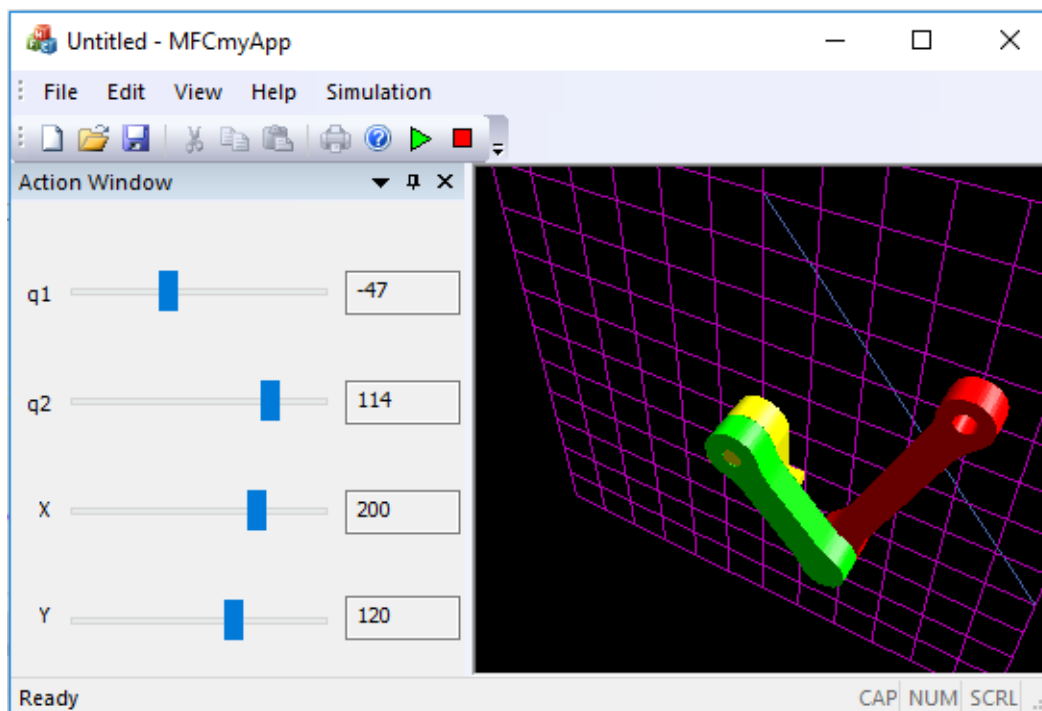 Untitled - MFCmyApp
File Edit View Help Simulation
Action Window
q1 -47
q2 114
X 200
Y 120
Ready CAP NUM SCRL